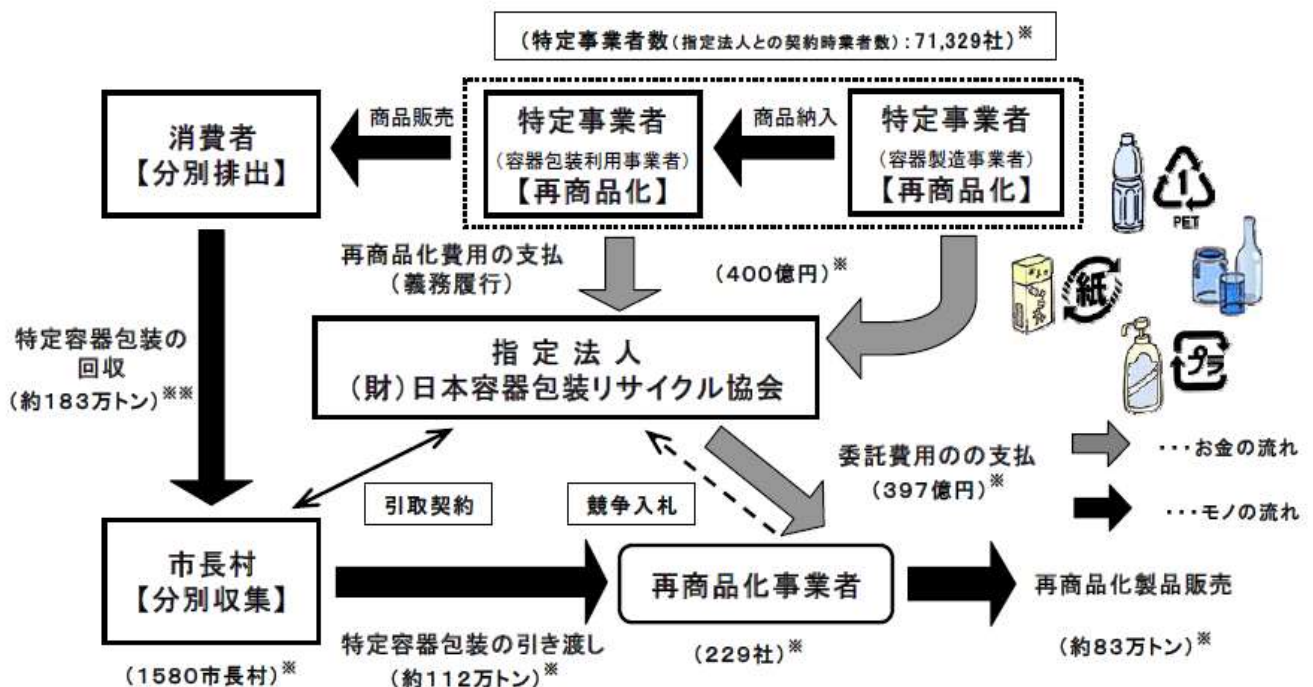 (特定事業者数(指定法人との契約時業者数):71,329社)※
消費者
【分別排出】
商品販売
特定事業者
(容器包装利用事業者)
【再商品化】
商品納入
特定事業者
(容器製造事業者)
【再商品化】
1
PET
紙
プラ
再商品化費用の支払
(義務履行)
(400億円)※
特定容器包装の
回収
(約183万トン)※※
指定法人
(財)日本容器包装リサイクル協会
引取契約
競争入札
委託費用のの支払
(397億円)※
・・・お金の流れ
・・・モノの流れ
市長村
【分別収集】
(1580市長村)※
特定容器包装の引き渡し
(約112万トン)※
再商品化事業者
(229社)※
再商品化製品販売
(約83万トン)※